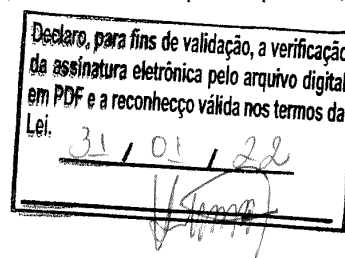 Declaro, para fins de validação, a verificação
da assinatura eletrônica pelo arquivo digital
em PDF e a reconhecço válida nos termos da
Lei.
31 / 01 / 22